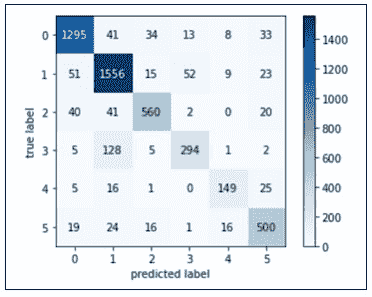 0 1295 41 34 13 8 33
1 51 1556 15 52 9 23
2 40 41 560 2 0 20
3 5 128 5 294 1 2
4 5 16 1 0 149 25
5 19 24 16 1 16 500
0 1 2 3 4 5
true label
predicted label
1400
1200
1000
800
600
400
200
0